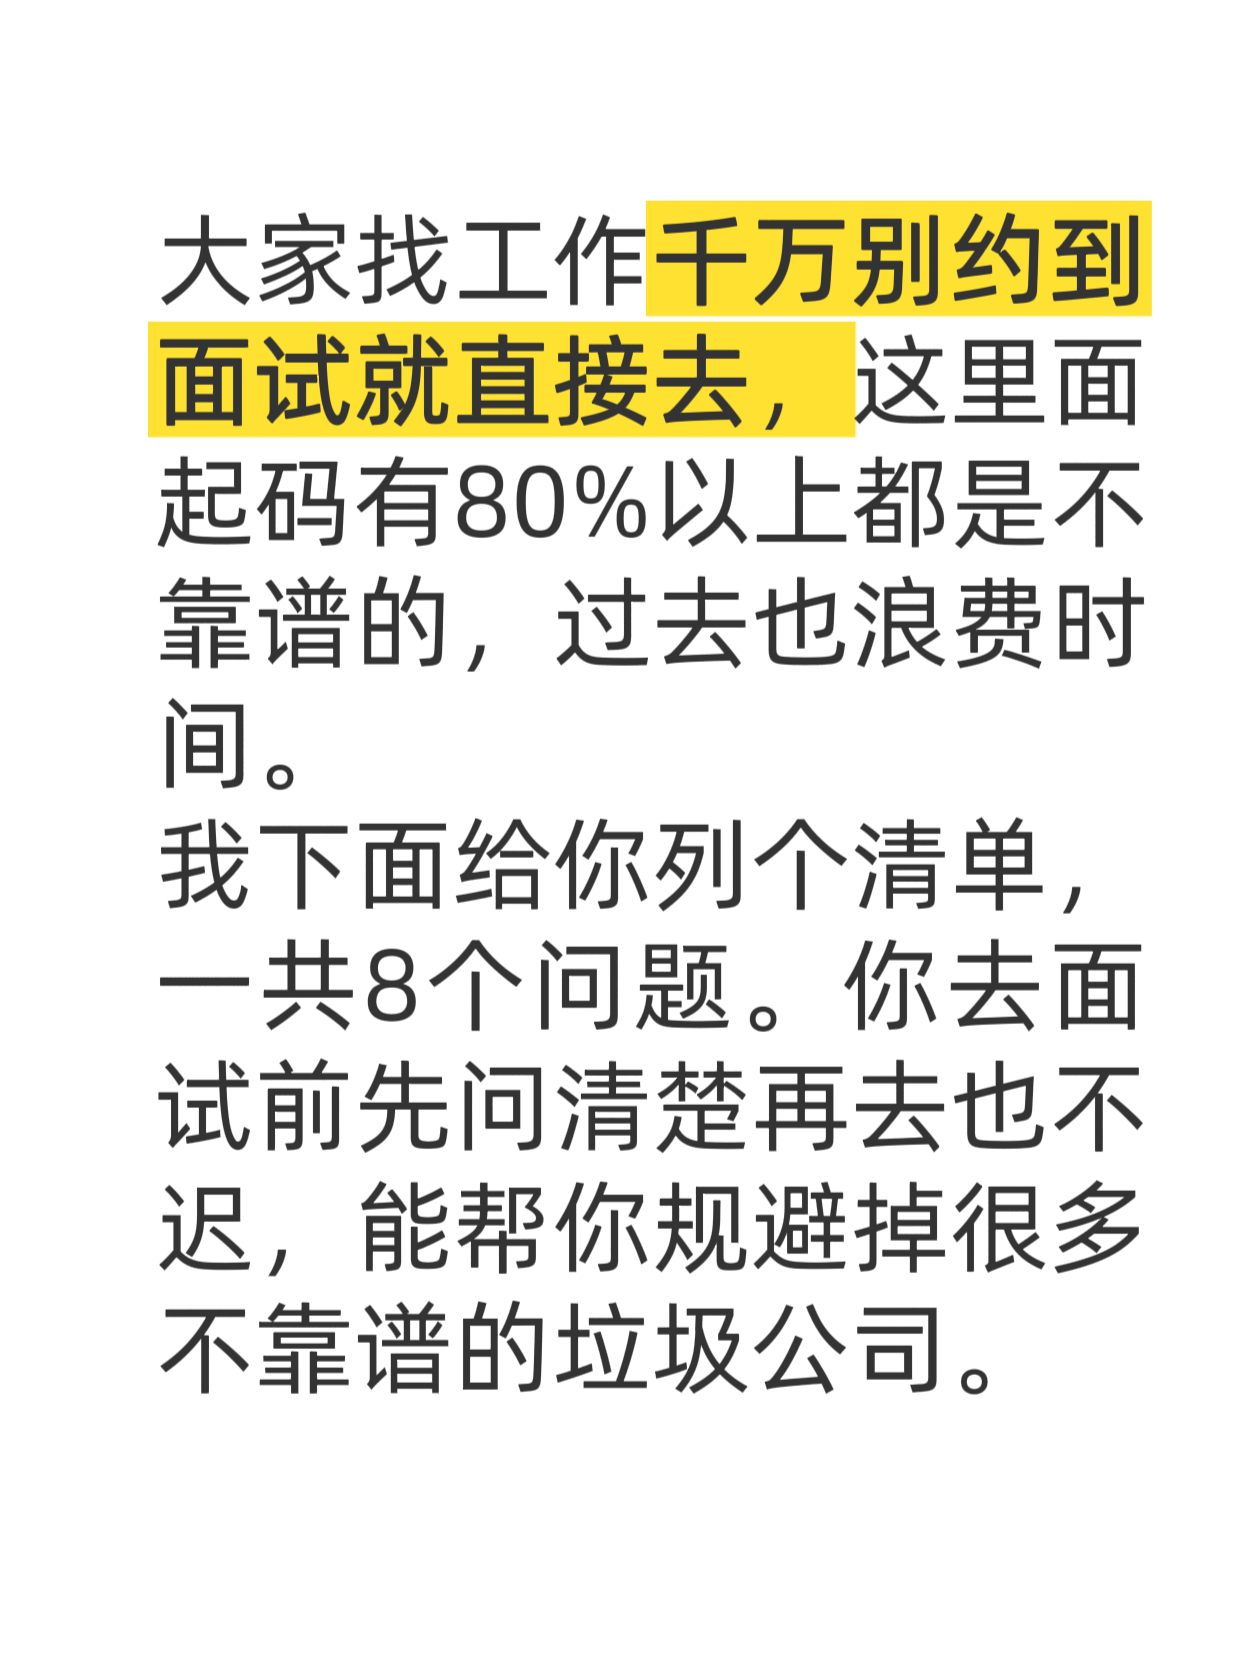 大家找工作千万别约到
面试就直接去，这里面
起码有80%以上都是不
靠谱的，过去也浪费时
间。
我下面给你列个清单，
一共8个问题。你去面
试前先问清楚再去也不
迟，能帮你规避掉很多
不靠谱的垃圾公司。